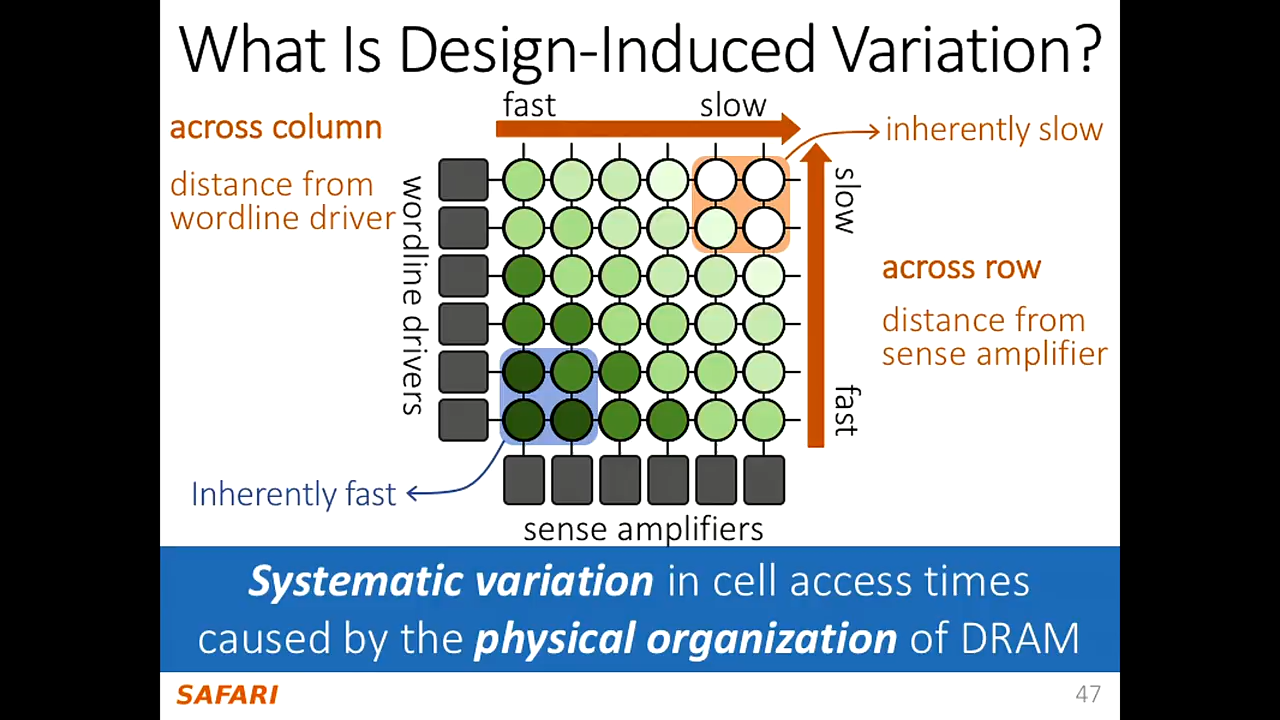 What Is Design-Induced Variation?
fast
slow
across column
inherently slow
distance from
wordline driver
wordline drivers
slow
across row
distance from
sense amplifier
fast
Inherently fast
sense amplifiers
Systematic variation in cell access times
caused by the physical organization of DRAM
SAFARI
47